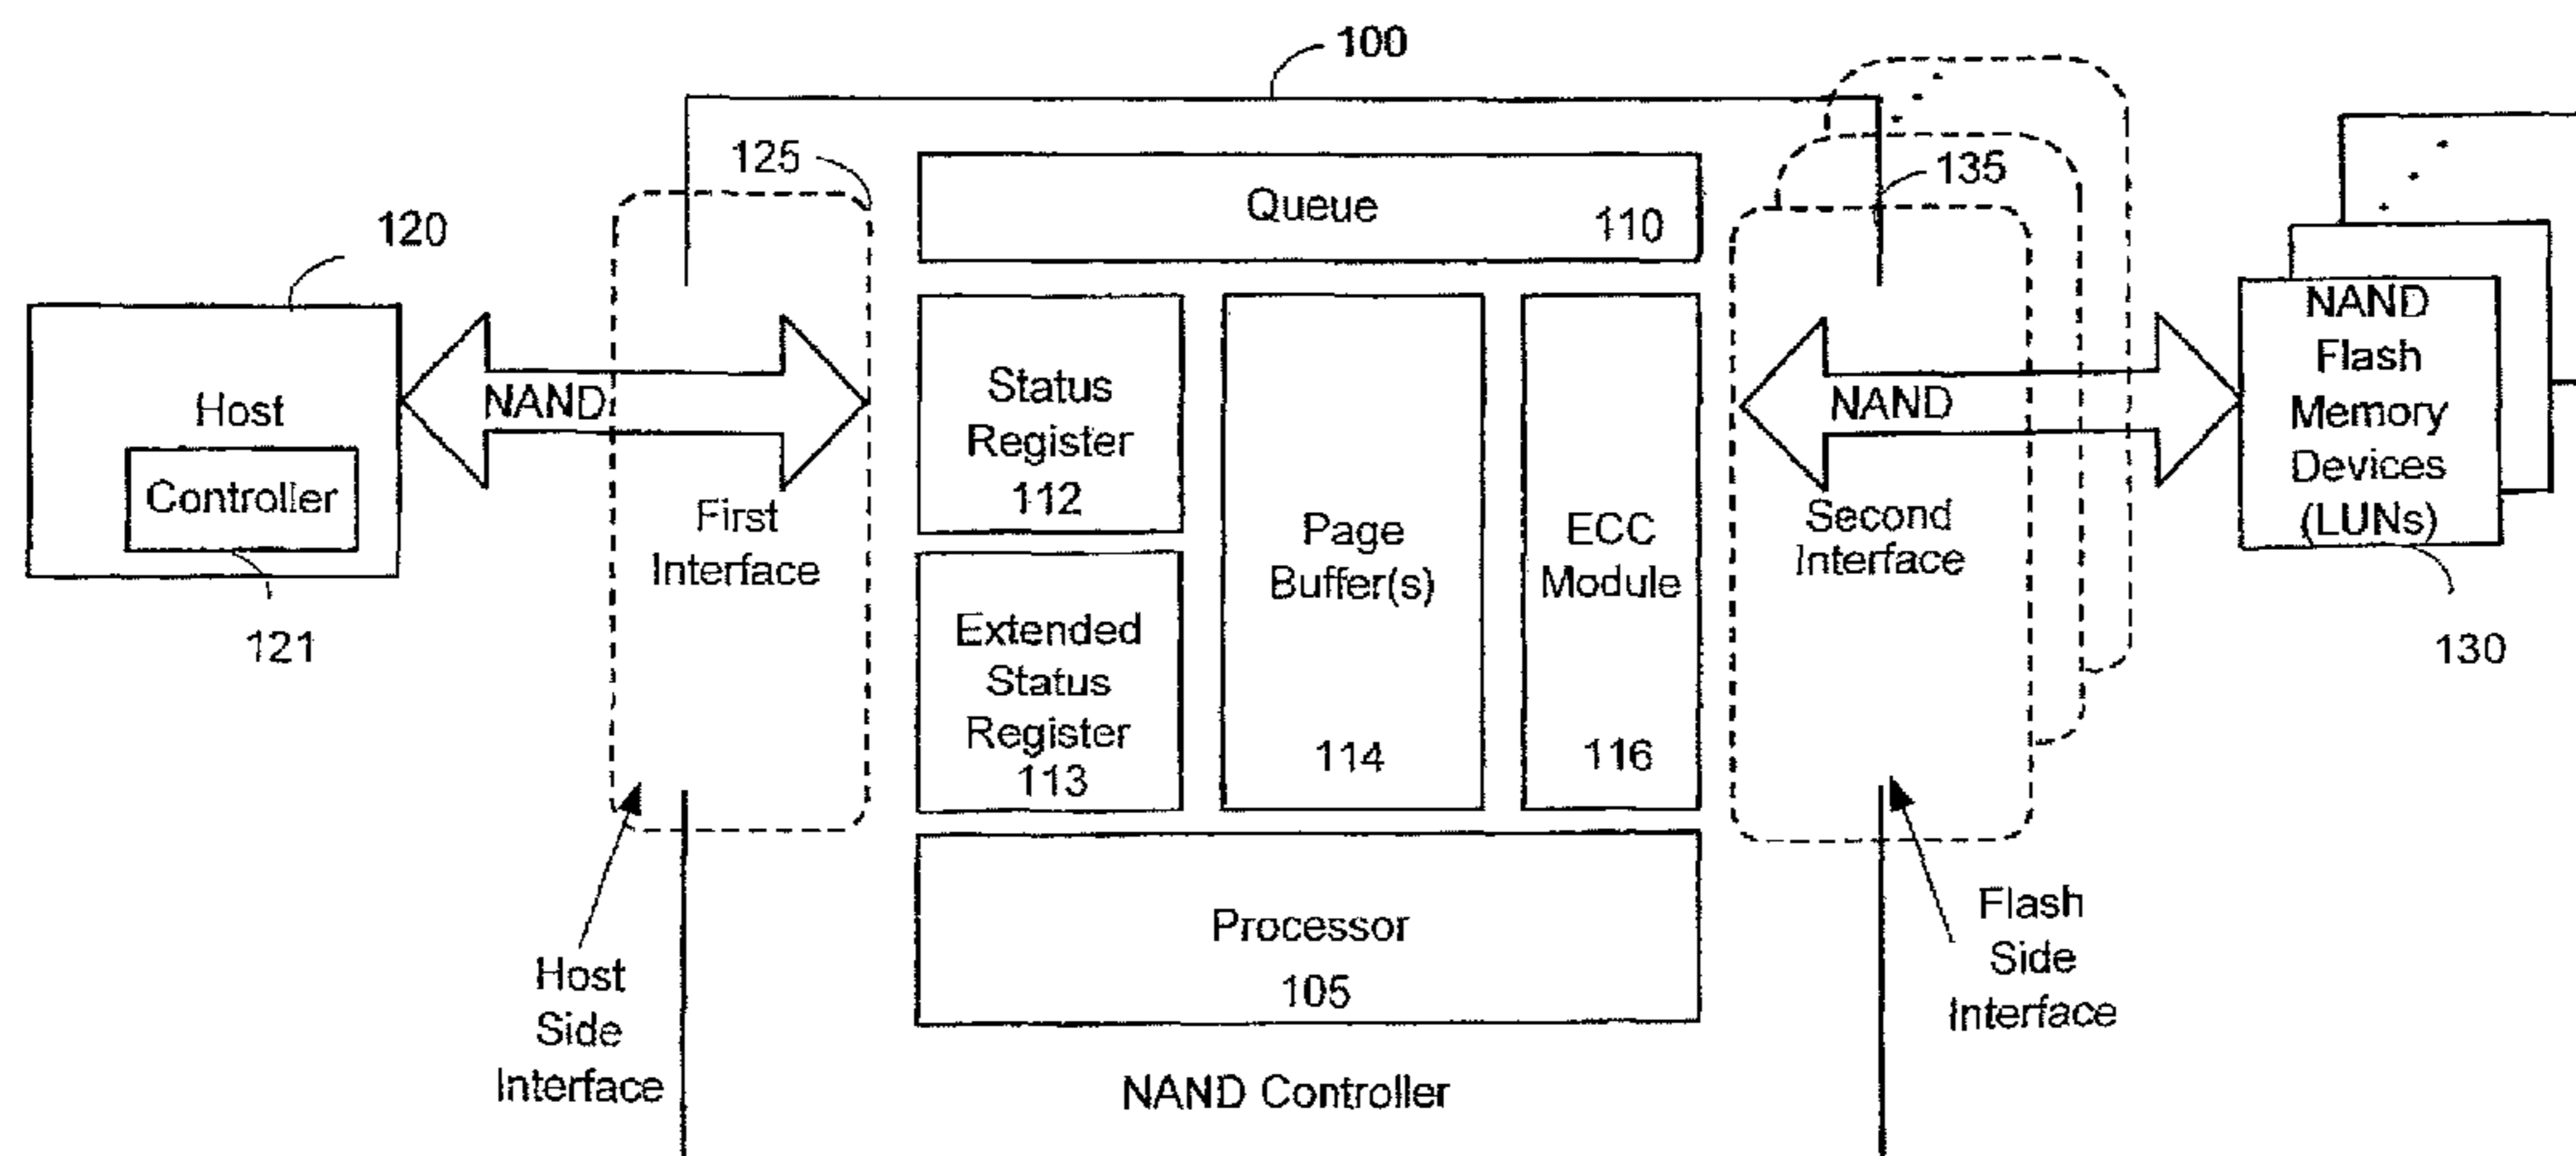 100
125
Queue
110
135
120
Host
Controller
121
NAND
First
Interface
Status
Register
112
Extended
Status
Register
113
Page
Buffer(s)
114
ECC
Module
116
NAND
Second
Interface
NAND
Flash
Memory
Devices
(LUNs)
130
Processor
105
Host
Side
Interface
Flash
Side
Interface
NAND Controller